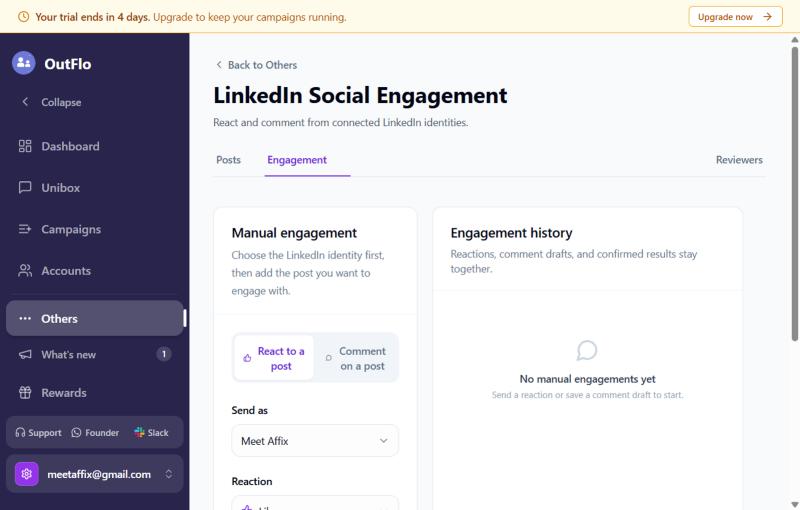 Your trial ends in 4 days. Upgrade to keep your campaigns running.
Upgrade now
OutFlo
Collapse
Dashboard
Unibox
Campaigns
Accounts
Others
What's new
1
Rewards
Support
Founder
Slack
meetaffix@gmail.com
Back to Others
LinkedIn Social Engagement
React and comment from connected LinkedIn identities.
Posts
Engagement
Reviewers
Manual engagement
Choose the LinkedIn identity first,
then add the post you want to
engage with.
React to a
post
Comment
on a post
Send as
Meet Affix
Reaction
Engagement history
Reactions, comment drafts, and confirmed results stay
together.
No manual engagements yet
Send a reaction or save a comment draft to start.